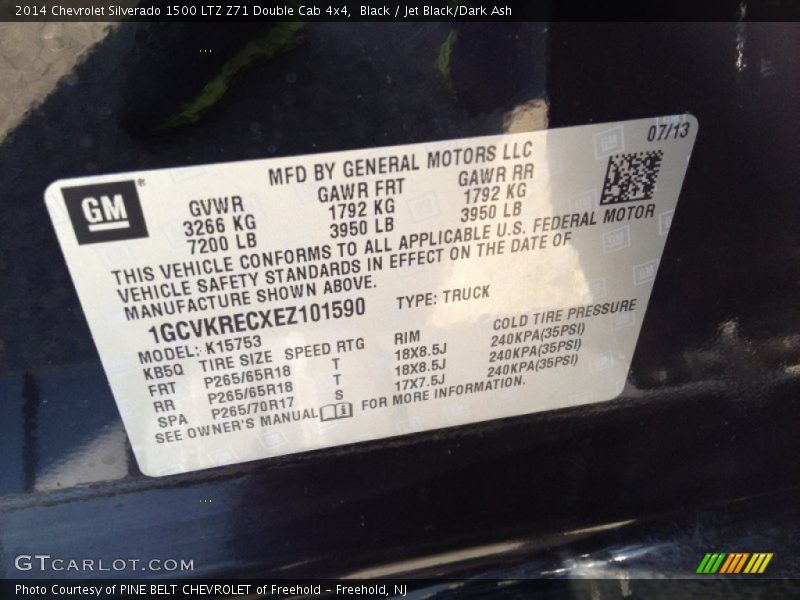 2014 Chevrolet Silverado 1500 LTZ Z71 Double Cab 4x4,  Black / Jet Black/Dark Ash
07/13
MFD BY GENERAL MOTORS LLC
GM
GVWR GAWR FRT GAWR RR
3266 KG 1792 KG 1792 KG
7200 LB 3950 LB 3950 LB
THIS VEHICLE CONFORMS TO ALL APPLICABLE U.S. FEDERAL MOTOR
VEHICLE SAFETY STANDARDS IN EFFECT ON THE DATE OF
MANUFACTURE SHOWN ABOVE.
1GCVKRECXEZ101590 TYPE: TRUCK
MODEL: K15753
KB5Q TIRE SIZE SPEED RTG RIM COLD TIRE PRESSURE
FRT P265/65R18 T 18X8.5J 240KPA(35PSI)
RR P265/65R18 T 18X8.5J 240KPA(35PSI)
SPA P265/70R17 S 17X7.5J 240KPA(35PSI)
SEE OWNER'S MANUAL FOR MORE INFORMATION.
GTCARLOT.COM
Photo Courtesy of PINE BELT CHEVROLET of Freehold - Freehold, NJ